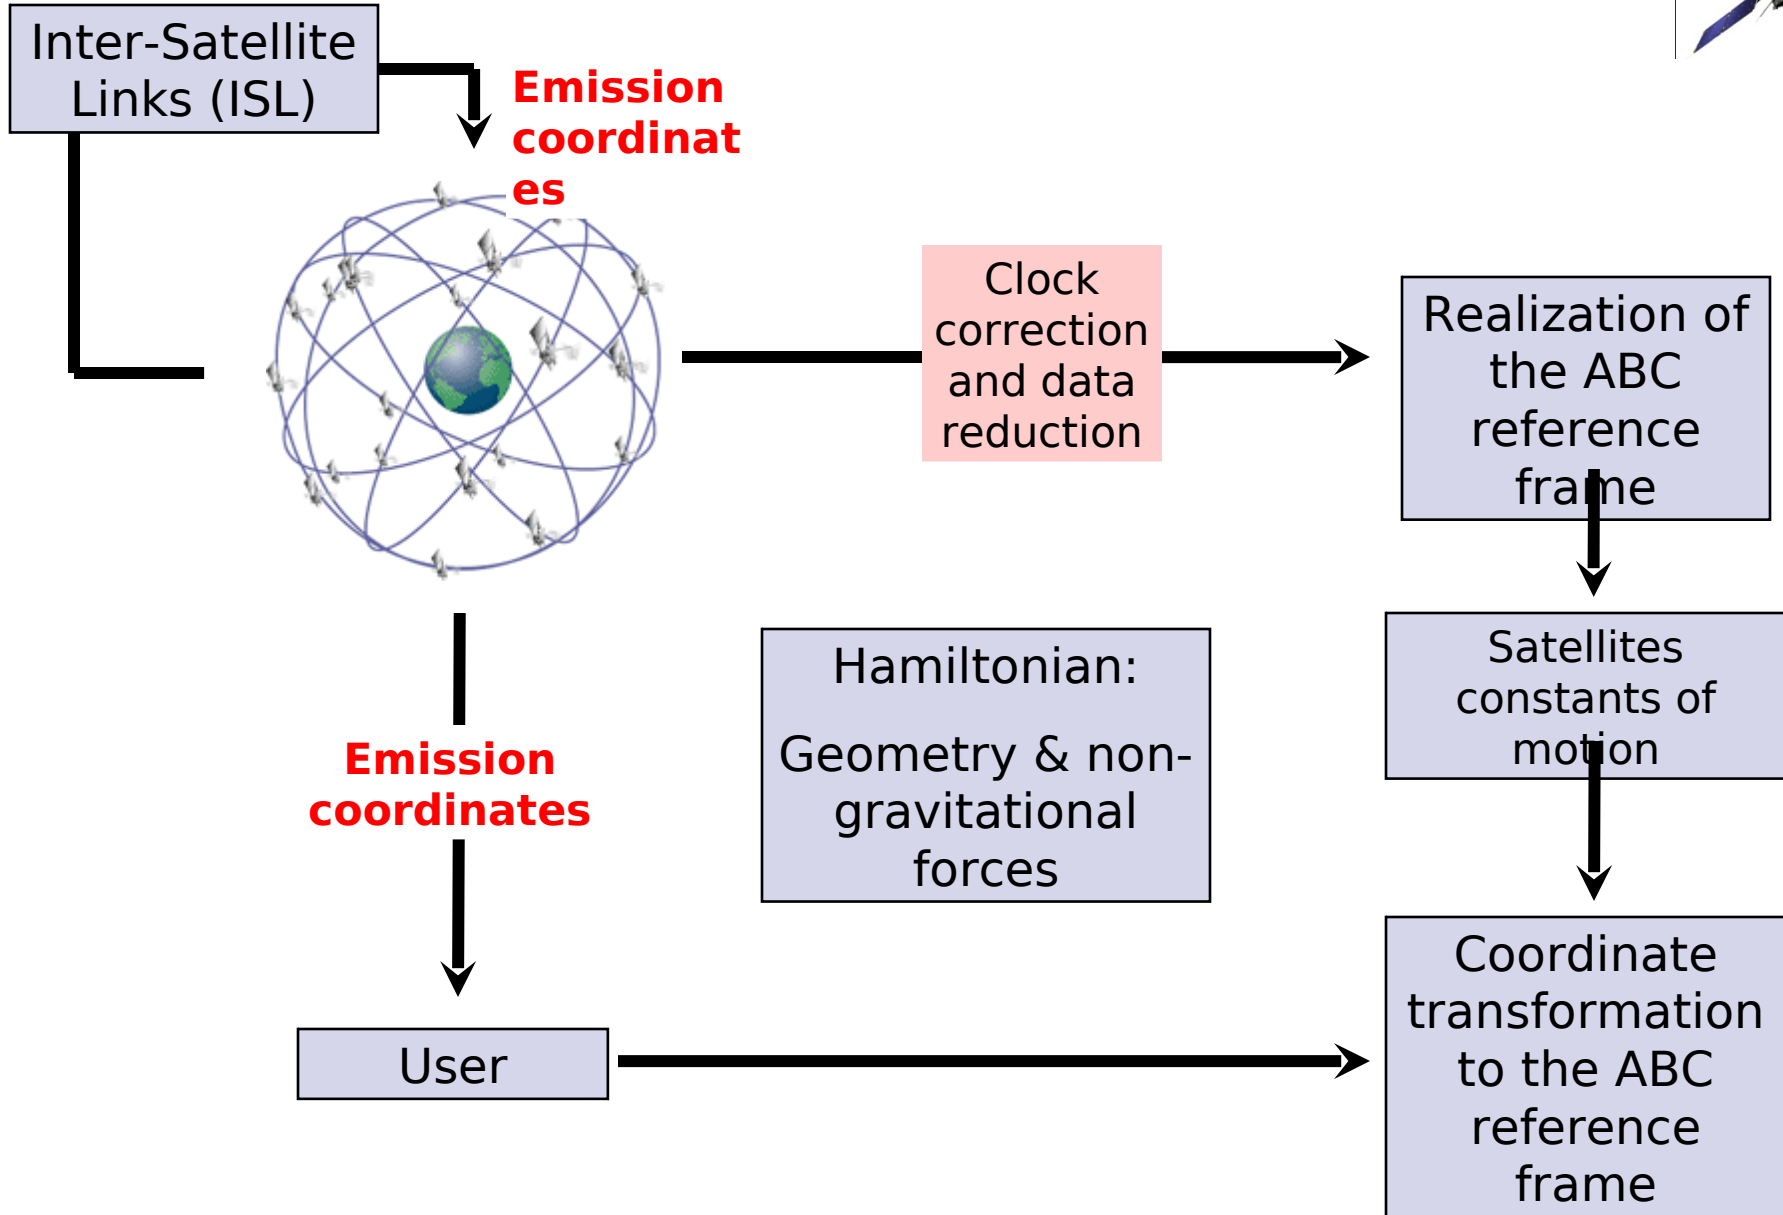 Inter-Satellite
Links (ISL)
Emission
coordinat
es
Clock
correction
and data
reduction
Realization of
the ABC
reference
frame
Hamiltonian:
Geometry & non-
gravitational
forces
Satellites
constants of
motion
Emission
coordinates
User
Coordinate
transformation
to the ABC
reference
frame